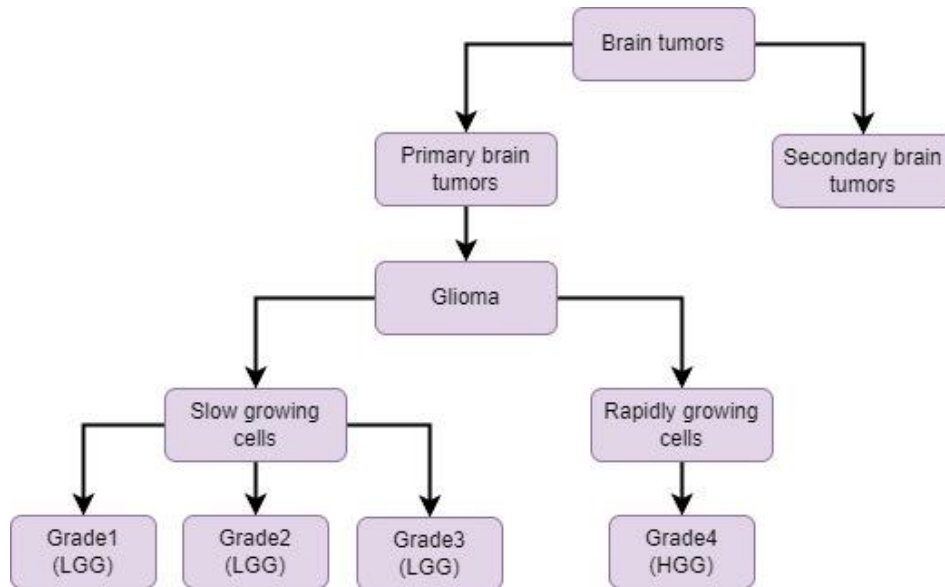 Brain tumors
Primary brain
tumors
Secondary brain
tumors
Glioma
Slow growing
cells
Rapidly growing
cells
Grade1
(LGG)
Grade2
(LGG)
Grade3
(LGG)
Grade4
(HGG)